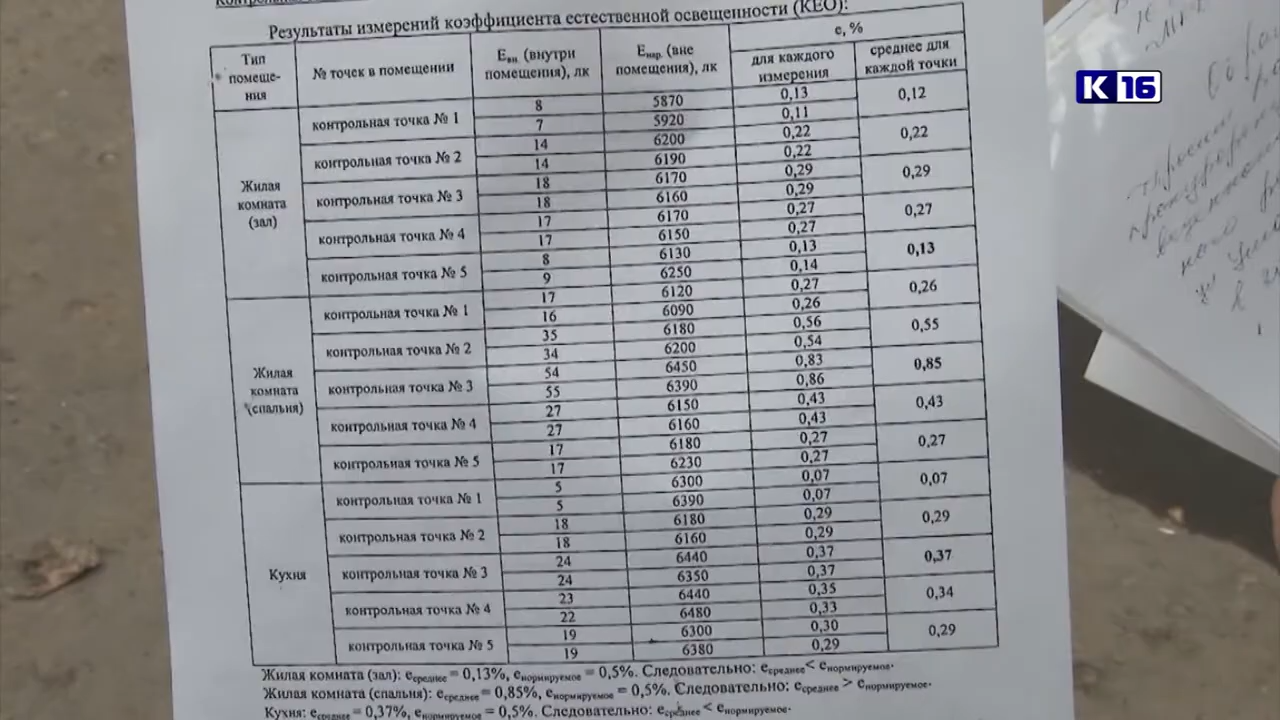 Результаты измерений коэффициента естественной освещенности (КЕО):
Тип помеще-ния | № точек в помещении | Евн. (внутри помещения), лк | Енар. (вне помещения), лк | е, %
для каждого измерения | среднее для каждой точки
Жилая комната (зал) | контрольная точка № 1 | 8 | 5870 | 0,13 | 0,12
7 | 5920 | 0,11
контрольная точка № 2 | 14 | 6200 | 0,22 | 0,22
14 | 6190 | 0,22
контрольная точка № 3 | 18 | 6170 | 0,29 | 0,29
18 | 6160 | 0,29
контрольная точка № 4 | 17 | 6170 | 0,27 | 0,27
17 | 6150 | 0,27
контрольная точка № 5 | 8 | 6130 | 0,13 | 0,13
9 | 6250 | 0,14
Жилая комната (спальня) | контрольная точка № 1 | 17 | 6120 | 0,27 | 0,26
16 | 6090 | 0,26
контрольная точка № 2 | 35 | 6180 | 0,56 | 0,55
34 | 6200 | 0,54
контрольная точка № 3 | 54 | 6450 | 0,83 | 0,85
55 | 6390 | 0,86
контрольная точка № 4 | 27 | 6150 | 0,43 | 0,43
27 | 6160 | 0,43
контрольная точка № 5 | 17 | 6180 | 0,27 | 0,27
17 | 6230 | 0,27
Кухня | контрольная точка № 1 | 5 | 6300 | 0,07 | 0,07
5 | 6390 | 0,07
контрольная точка № 2 | 18 | 6180 | 0,29 | 0,29
18 | 6160 | 0,29
контрольная точка № 3 | 24 | 6440 | 0,37 | 0,37
24 | 6350 | 0,37
контрольная точка № 4 | 23 | 6440 | 0,35 | 0,34
22 | 6480 | 0,33
контрольная точка № 5 | 19 | 6300 | 0,30 | 0,29
19 | 6380 | 0,29
Жилая комната (зал): есреднее = 0,13%, енормируемое = 0,5%. Следовательно: есреднее< енормируемое.
Жилая комната (спальня): есреднее = 0,85%, енормируемое = 0,5%. Следовательно: есреднее > енормируемое.
Кухня: есреднее = 0,37%, енормируемое = 0,5%. Следовательно: есреднее < енормируемое.
К 16